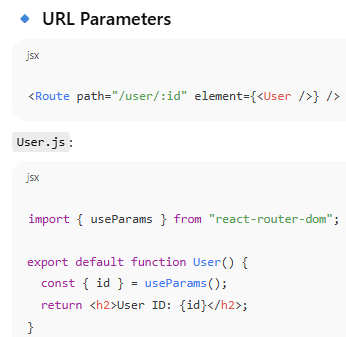 URL Parameters
jsx
<Route path="/user/:id" element={<User />} />
User.js:
jsx
import { useParams } from "react-router-dom";
export default function User() {
  const { id } = useParams();
  return <h2>User ID: {id}</h2>;
}